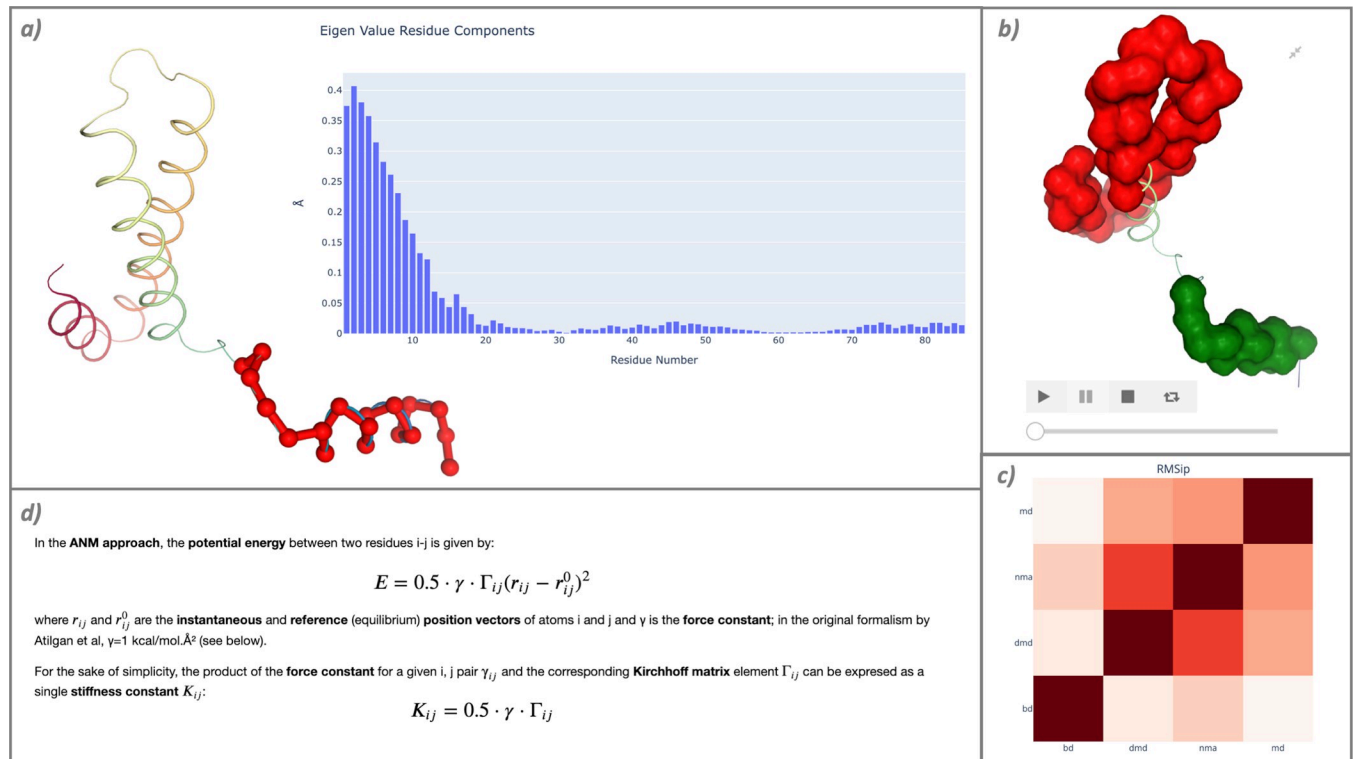 a)
Eigen Value Residue Components
0.4
0.35
0.3
0.25
0.2
0.15
0.1
0.05
0
Å
10
20
30
40
50
60
70
80
Residue Number
b)
c)
RMSip
md
nma
dmd
bd
bd
dmd
nma
md
d)
In the ANM approach, the potential energy between two residues i-j is given by:
E = 0.5 · γ · Γij(rij − r⁰ij)²
where rij and r⁰ij are the instantaneous and reference (equilibrium) position vectors of atoms i and j and γ is the force constant; in the original formalism by
Atilgan et al, γ=1 kcal/mol.Å² (see below).
For the sake of simplicity, the product of the force constant for a given i, j pair γij and the corresponding Kirchhoff matrix element Γij can be expresed as a
single stiffness constant Kij:
Kij = 0.5 · γ · Γij